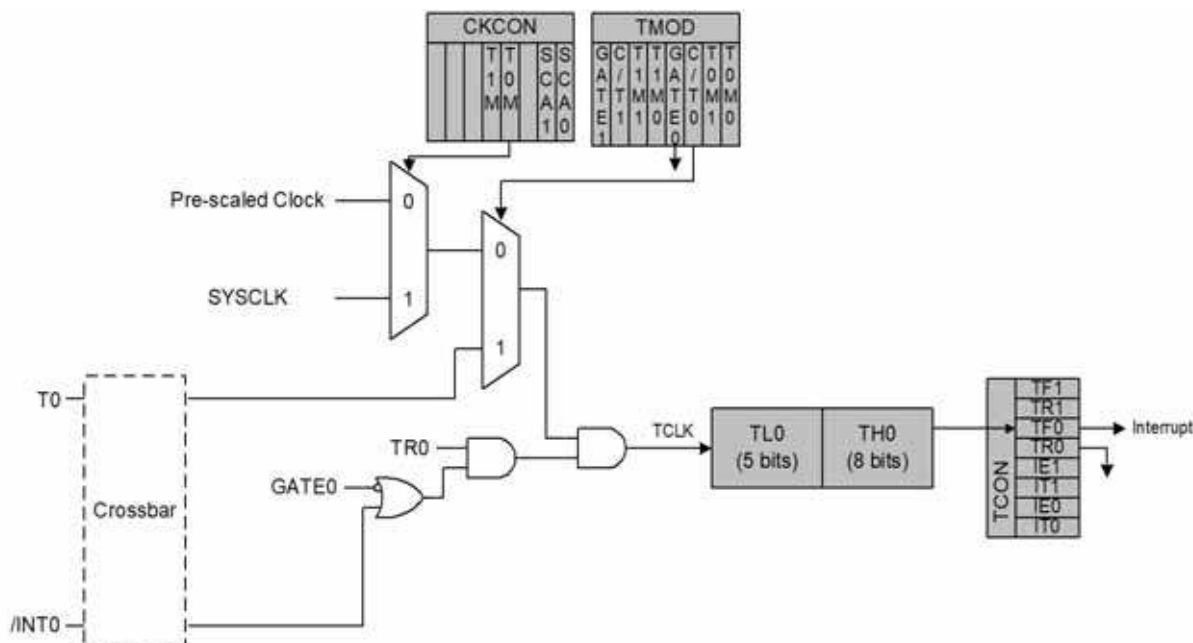 CKCON
T1M
T0M
SCA1
SCA0
TMOD
GATE1
C/T1
T1M1
T1M0
GATE0
C/T0
T0M1
T0M0
Pre-scaled Clock
0
1
SYSCLK
0
1
T0
Crossbar
/INT0
TR0
GATE0
TCLK
TL0
(5 bits)
TH0
(8 bits)
TCON
TF1
TR1
TF0
TR0
IE1
IT1
IE0
IT0
Interrupt